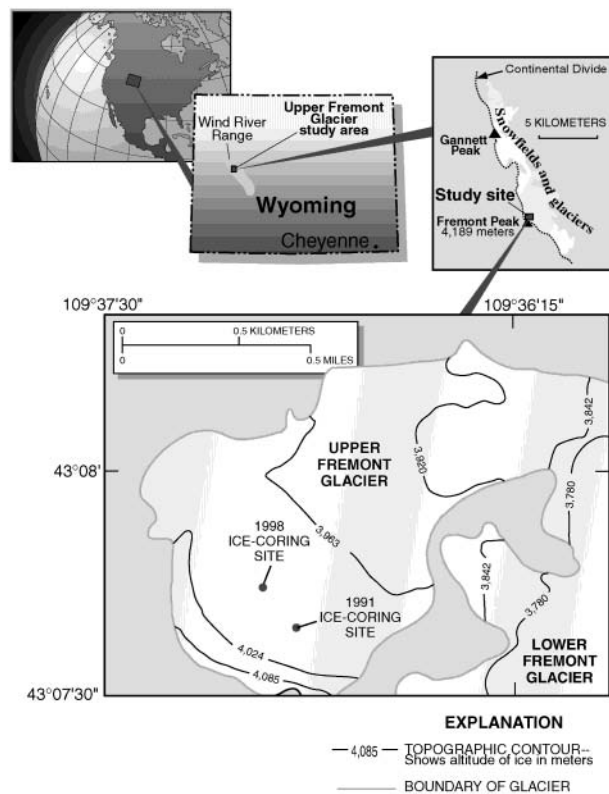 Continental Divide
5 KILOMETERS
Gannett
Peak
Snowfields and glaciers
Study site
Fremont Peak
4,189 meters
Upper Fremont
Glacier
study area
Wind River
Range
Wyoming
Cheyenne
109°37'30"
109°36'15"
0
0.5 KILOMETERS
0
0.5 MILES
43°08'
43°07'30"
UPPER
FREMONT
GLACIER
3,920
3,842
3,780
3,963
1998
ICE-CORING
SITE
1991
ICE-CORING
SITE
3,842
3,780
4,024
4,085
LOWER
FREMONT
GLACIER
EXPLANATION
4,085
TOPOGRAPHIC CONTOUR--
Shows altitude of ice in meters
BOUNDARY OF GLACIER